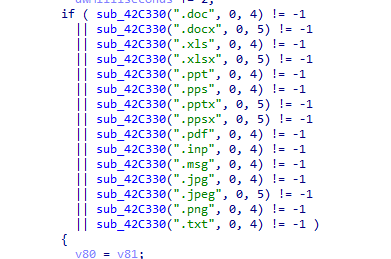 if ( sub_42C330(".doc", 0, 4) != -1
|| sub_42C330(".docx", 0, 5) != -1
|| sub_42C330(".xls", 0, 4) != -1
|| sub_42C330(".xlsx", 0, 5) != -1
|| sub_42C330(".ppt", 0, 4) != -1
|| sub_42C330(".pps", 0, 4) != -1
|| sub_42C330(".pptx", 0, 5) != -1
|| sub_42C330(".ppsx", 0, 5) != -1
|| sub_42C330(".pdf", 0, 4) != -1
|| sub_42C330(".inp", 0, 4) != -1
|| sub_42C330(".msg", 0, 4) != -1
|| sub_42C330(".jpg", 0, 4) != -1
|| sub_42C330(".jpeg", 0, 5) != -1
|| sub_42C330(".png", 0, 4) != -1
|| sub_42C330(".txt", 0, 4) != -1 )
{
v80 = v81;